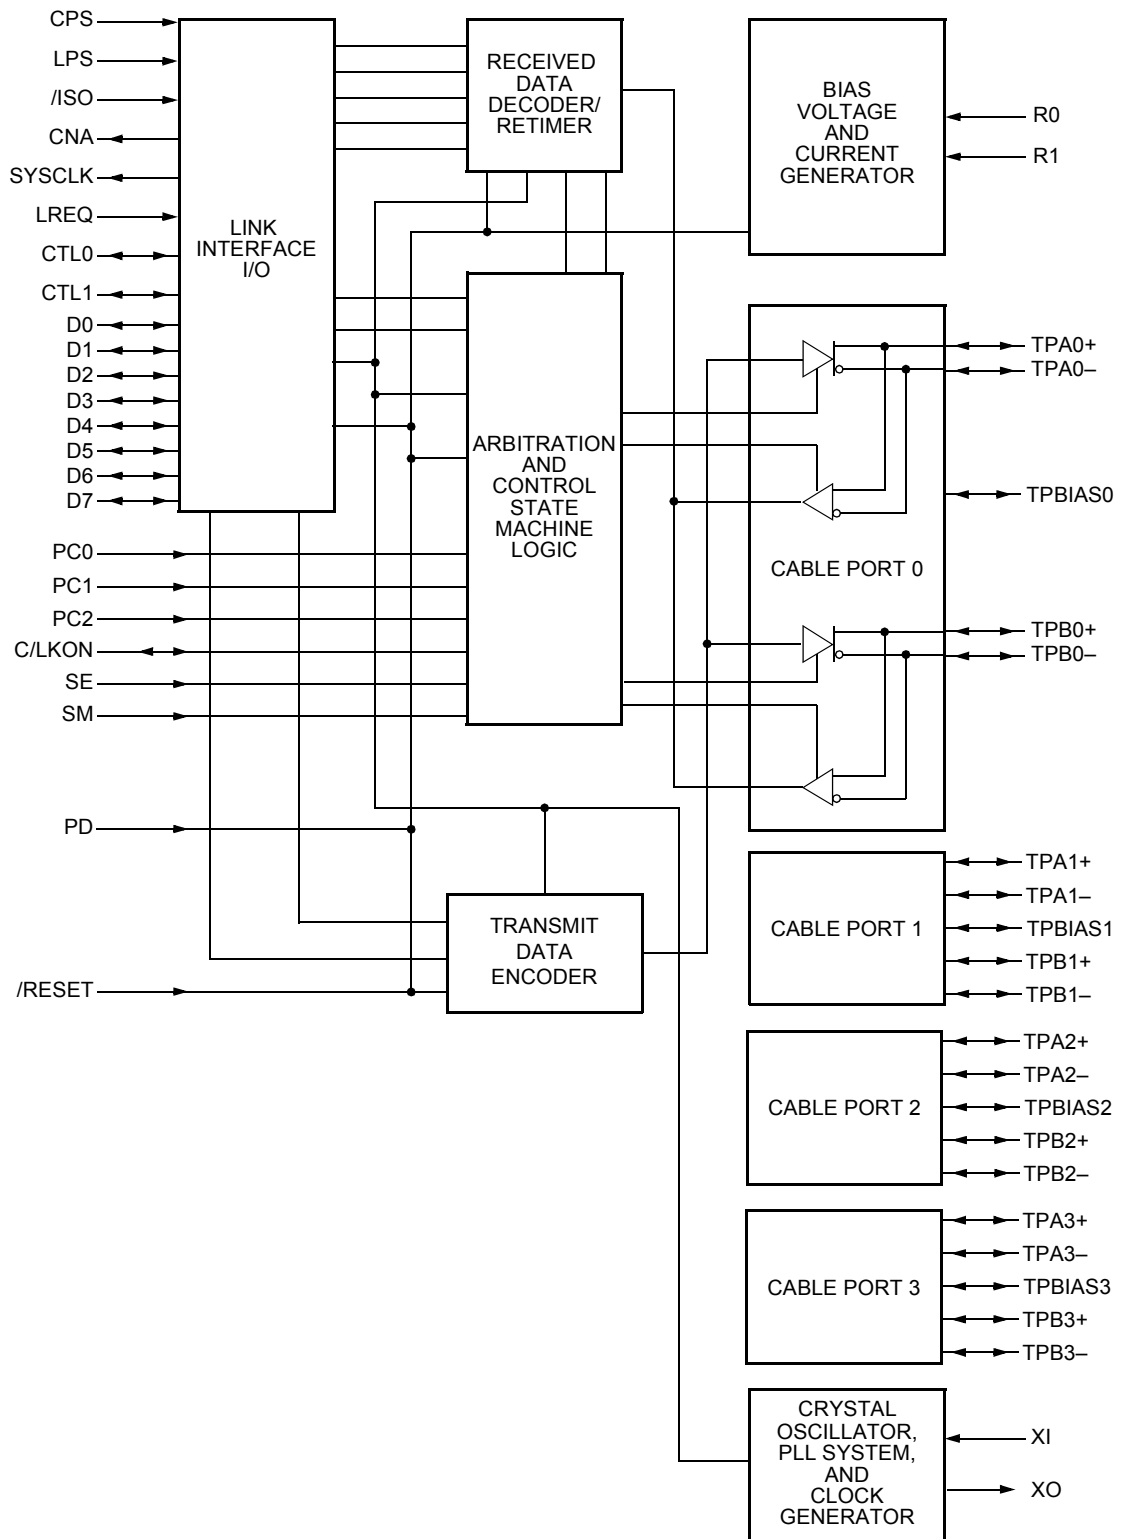 CPS
LPS
/ISO
CNA
SYSCLK
LREQ
CTL0
CTL1
D0
D1
D2
D3
D4
D5
D6
D7
PC0
PC1
PC2
C/LKON
SE
SM
PD
/RESET
LINK
INTERFACE
I/O
RECEIVED
DATA
DECODER/
RETIMER
ARBITRATION
AND
CONTROL
STATE
MACHINE
LOGIC
TRANSMIT
DATA
ENCODER
BIAS
VOLTAGE
AND
CURRENT
GENERATOR
R0
R1
CABLE PORT 0
TPA0+
TPA0–
TPBIAS0
TPB0+
TPB0–
CABLE PORT 1
TPA1+
TPA1–
TPBIAS1
TPB1+
TPB1–
CABLE PORT 2
TPA2+
TPA2–
TPBIAS2
TPB2+
TPB2–
CABLE PORT 3
TPA3+
TPA3–
TPBIAS3
TPB3+
TPB3–
CRYSTAL
OSCILLATOR,
PLL SYSTEM,
AND
CLOCK
GENERATOR
XI
XO